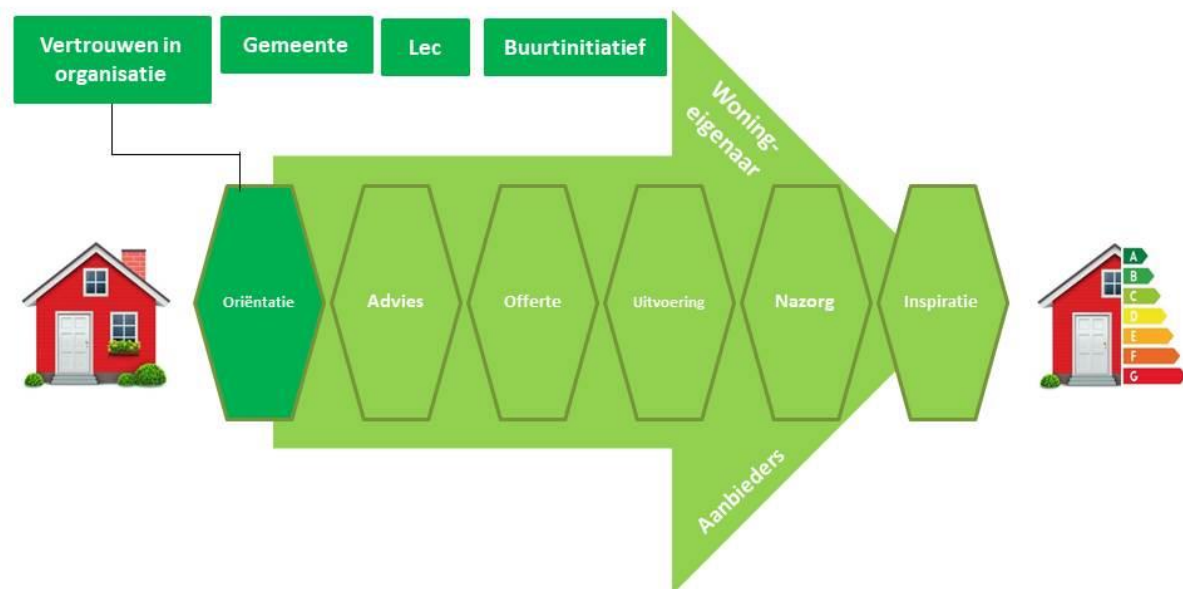 Vertrouwen in
organisatie
Gemeente
Lec
Buurtinitiatief
Woning-
eigenaar
Oriëntatie
Advies
Offerte
Uitvoering
Nazorg
Inspiratie
A
B
C
D
E
F
G
Aanbieders